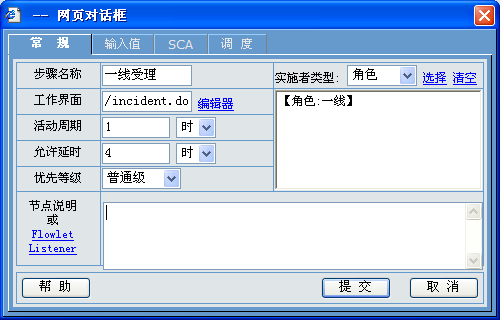 -- 网页对话框
常 规 输入值 SCA 调 度
步骤名称 一线受理 实施者类型: 角色 选择 清空
工作界面 /incident.do 编辑器 【角色:一线】
活动周期 1 时
允许延时 4 时
优先等级 普通级
节点说明
或
Flowlet
Listener
帮 助 提 交 取 消